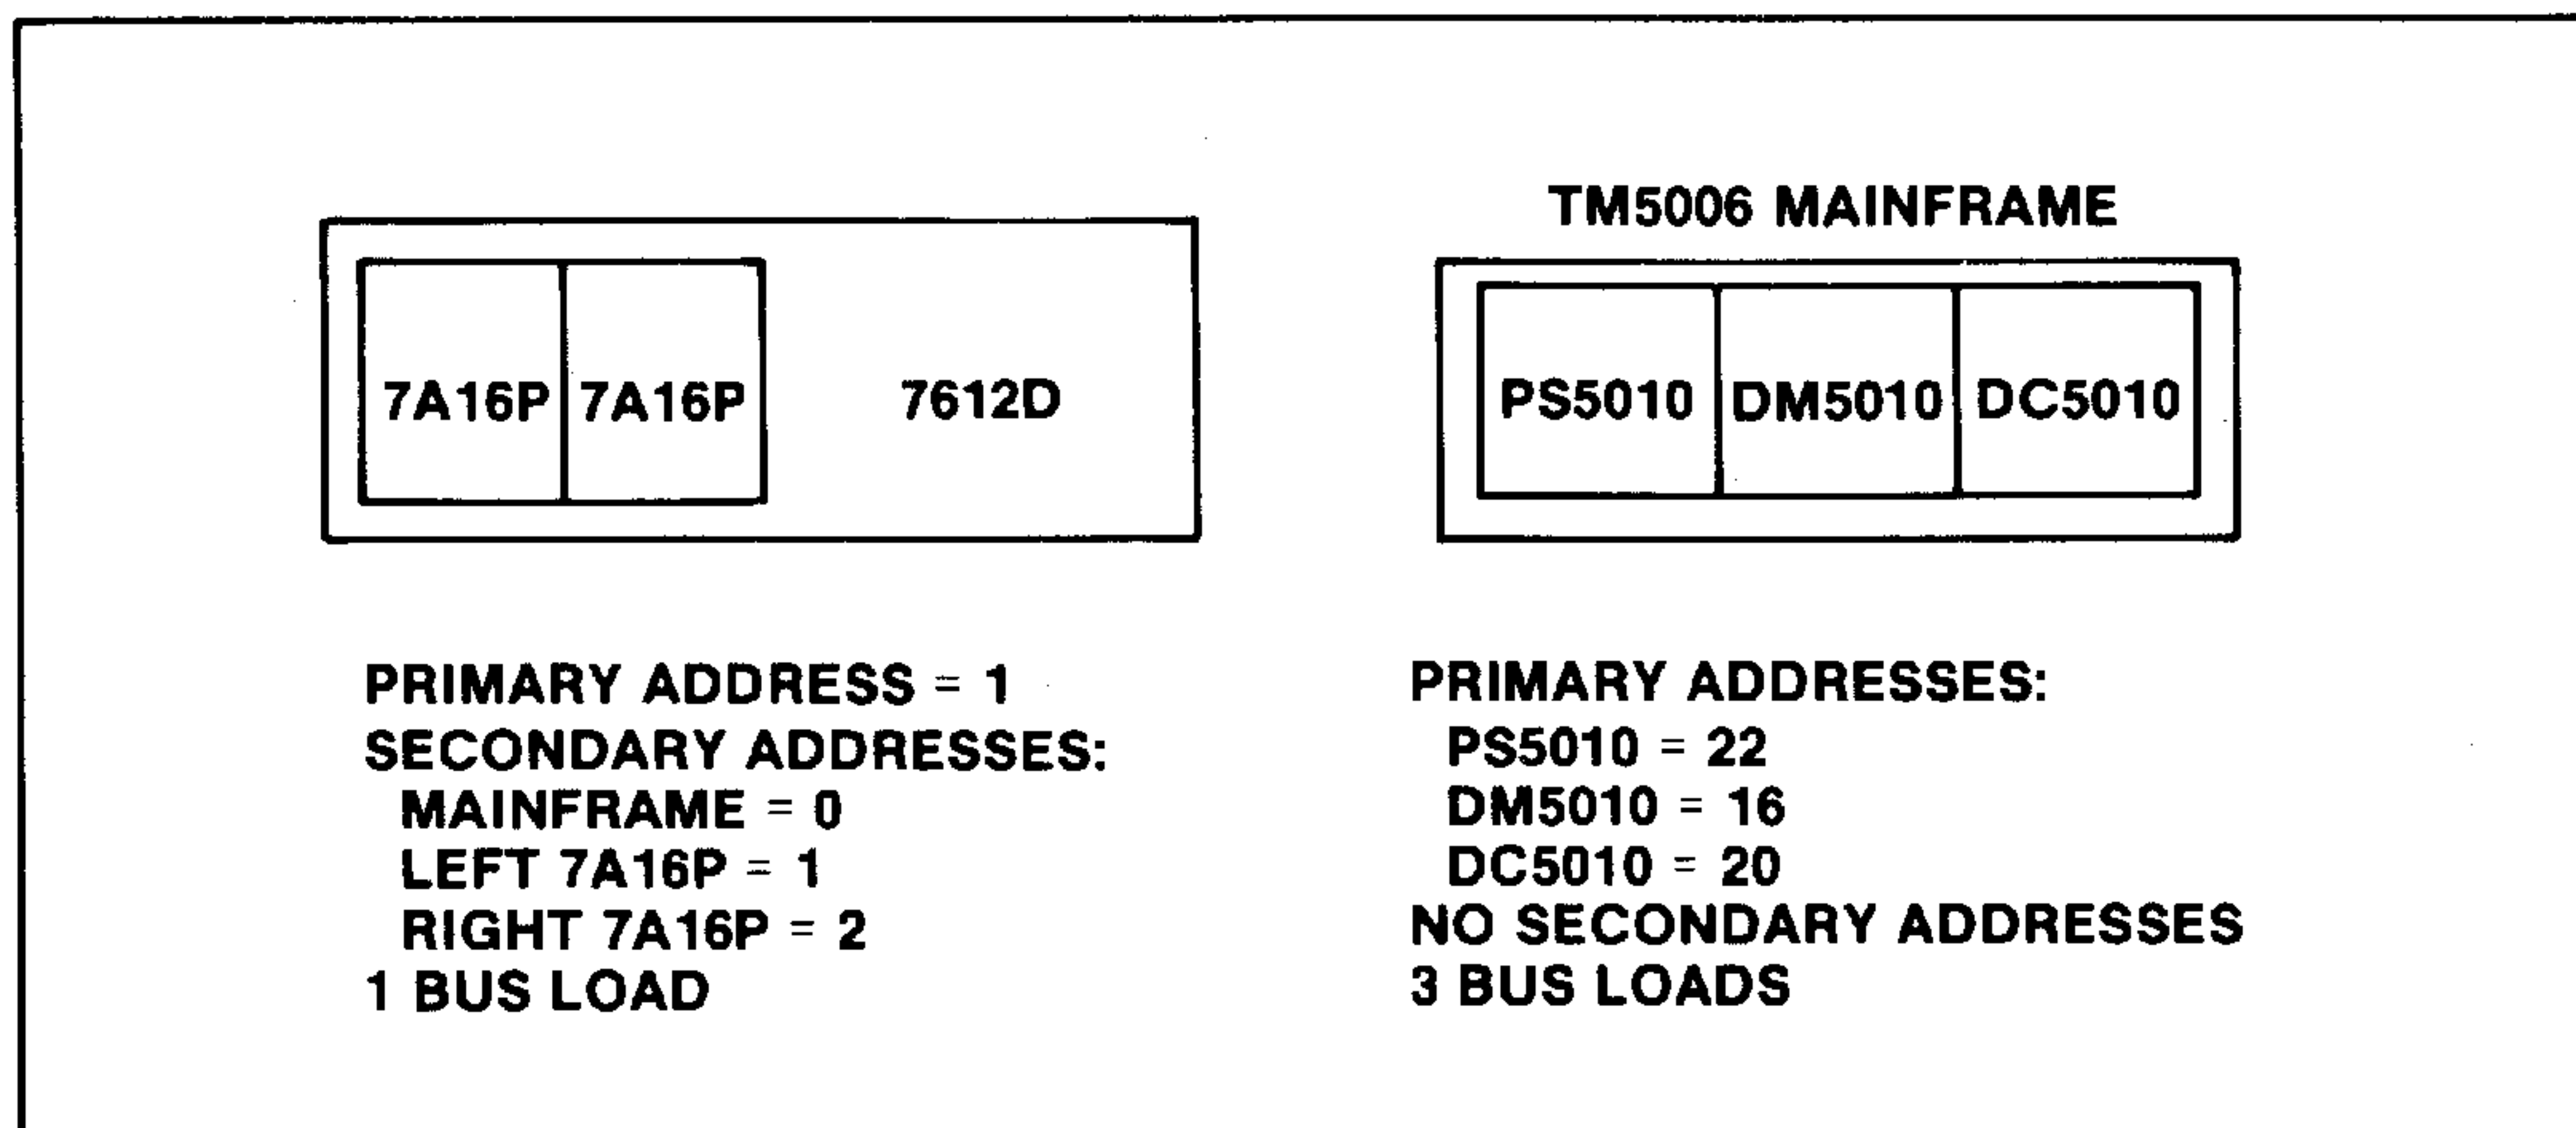 7A16P 7A16P 7612D
PRIMARY ADDRESS = 1
SECONDARY ADDRESSES:
MAINFRAME = 0
LEFT 7A16P = 1
RIGHT 7A16P = 2
1 BUS LOAD
TM5006 MAINFRAME
PS5010 DM5010 DC5010
PRIMARY ADDRESSES:
PS5010 = 22
DM5010 = 16
DC5010 = 20
NO SECONDARY ADDRESSES
3 BUS LOADS